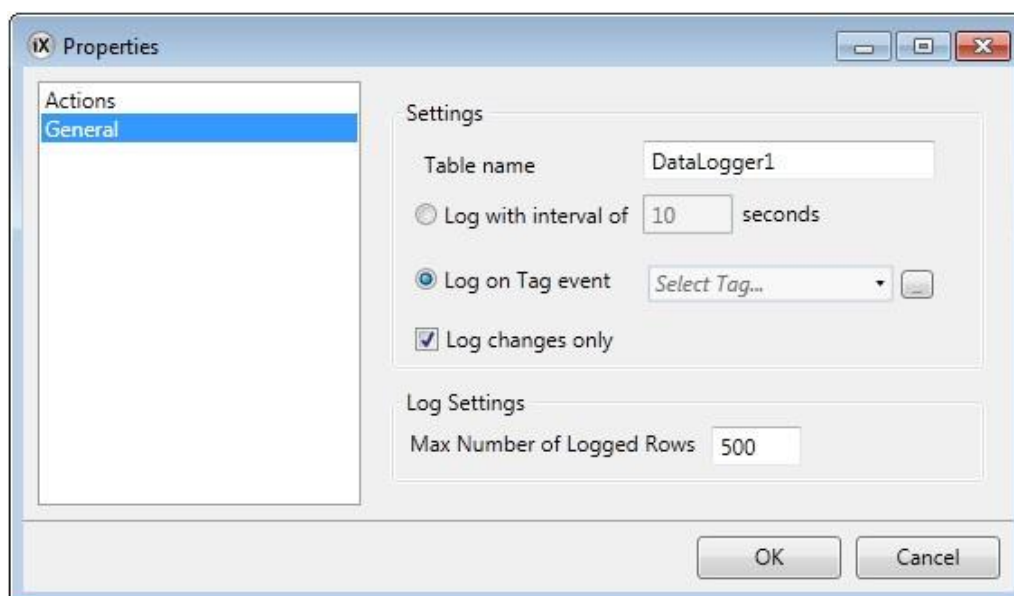 iX Properties
Actions
General
Settings
Table name DataLogger1
Log with interval of 10 seconds
Log on Tag event Select Tag... ...
Log changes only
Log Settings
Max Number of Logged Rows 500
OK Cancel